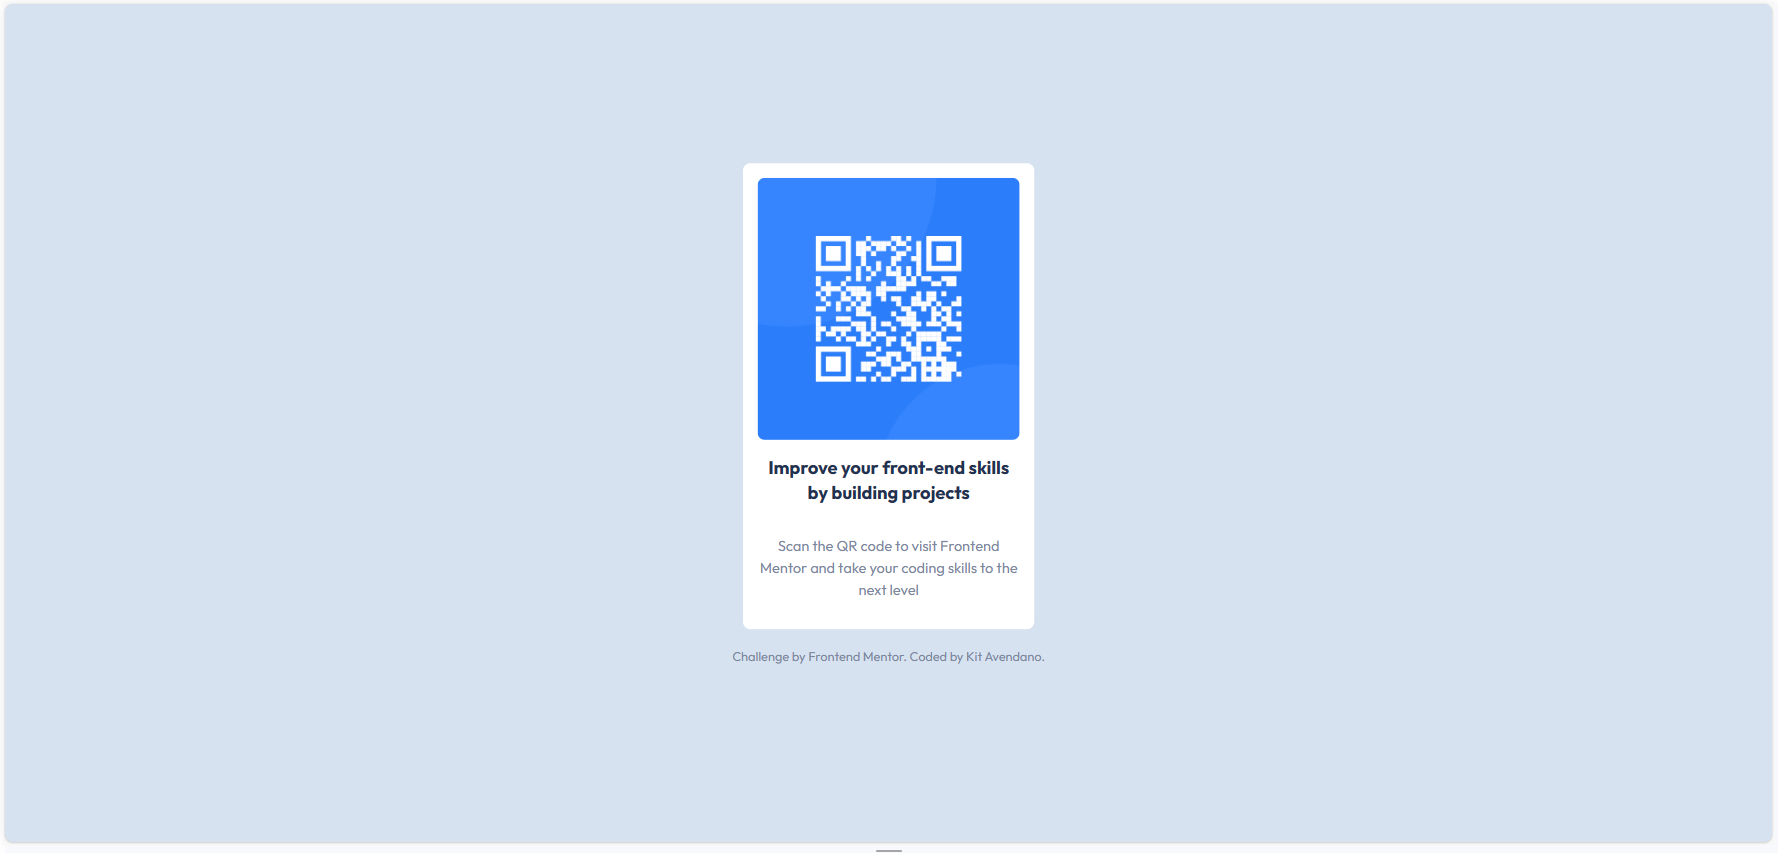 Improve your front-end skills
by building projects
Scan the QR code to visit Frontend
Mentor and take your coding skills to the
next level
Challenge by Frontend Mentor. Coded by Kit Avendano.